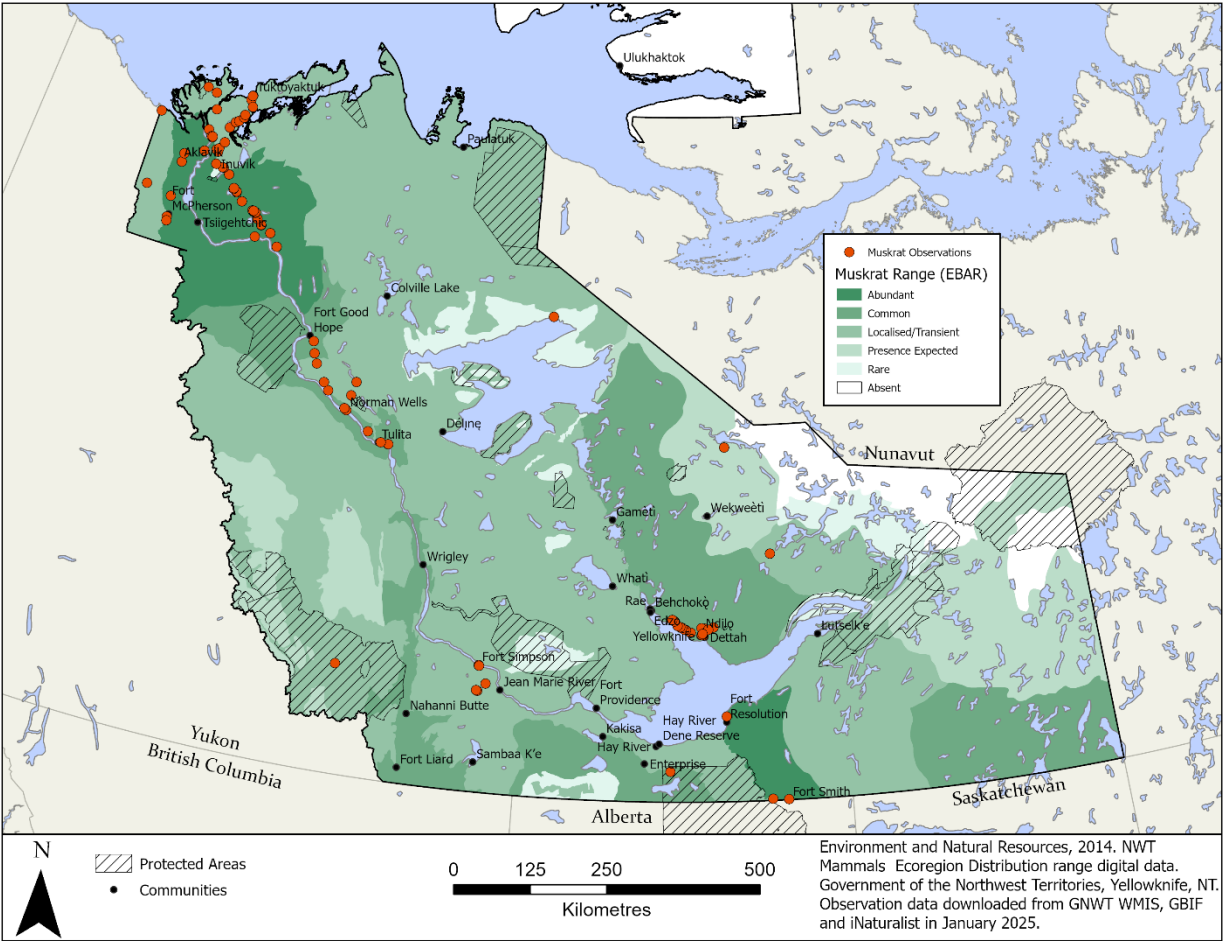 Ulukhaktok
Tuktoyaktuk
Paulatuk
Aklavik
Inuvik
Fort
McPherson
Tsiigehtchic
Muskrat Observations
Muskrat Range (EBAR)
Abundant
Common
Localised/Transient
Presence Expected
Rare
Absent
Colville Lake
Fort Good
Hope
Norman Wells
Délı̨nę
Tulita
Nunavut
Gamètì
Wekweètì
Wrigley
Whatì
Rae
Behchokǫ̀
Edzo
Ndilǫ
Yellowknife
Dettah
Łutselk'e
Fort Simpson
Jean Marie River
Fort
Providence
Fort
Resolution
Nahanni Butte
Hay River
Dene Reserve
Kakisa
Hay River
Enterprise
Fort Liard
Sambaa K'e
Fort Smith
Yukon
British Columbia
Alberta
Saskatchewan
N
Protected Areas
Communities
0 125 250 500
Kilometres
Environment and Natural Resources, 2014. NWT
Mammals Ecoregion Distribution range digital data.
Government of the Northwest Territories, Yellowknife, NT.
Observation data downloaded from GNWT WMIS, GBIF
and iNaturalist in January 2025.